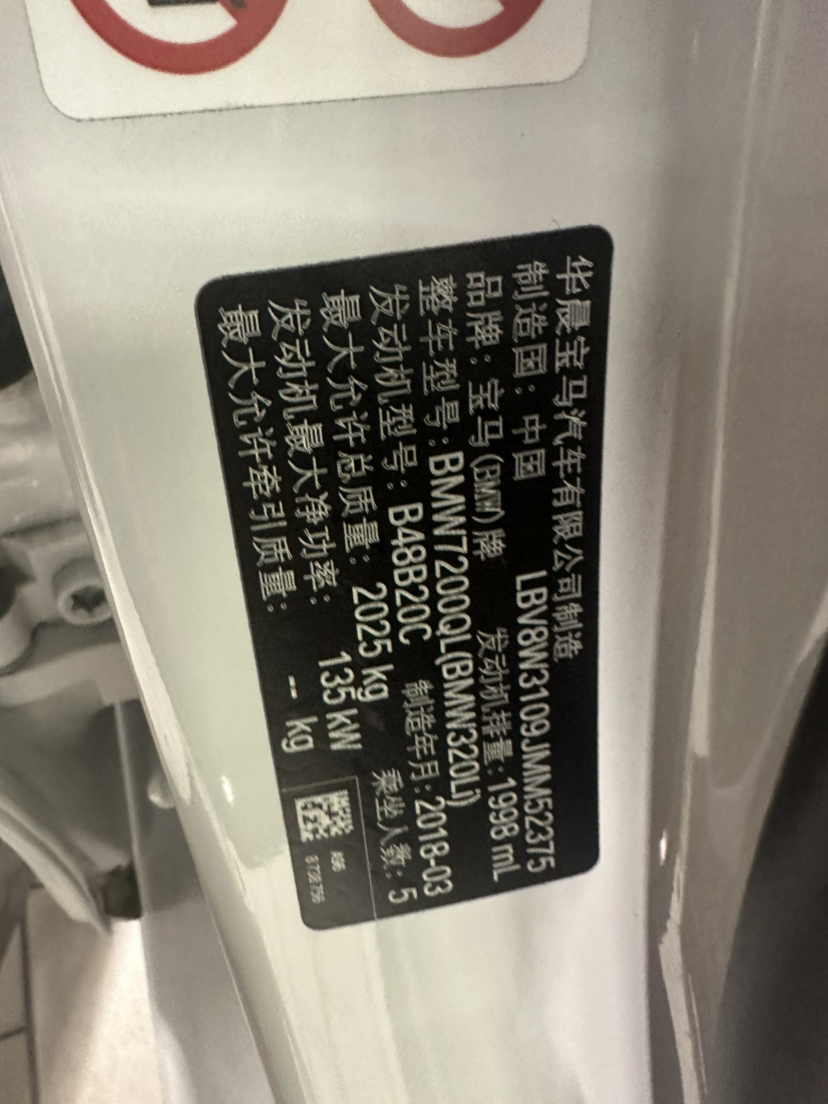 华晨宝马汽车有限公司制造
制造国：中国 LBV8W3109JMM52375
品牌：宝马(BMW)牌 发动机排量：1998 mL
整车型号：BMW7200QL(BMW320Li)
发动机型号：B48B20C 制造年月：2018-03
最大允许总质量：2025 kg 乘坐人数：5
发动机最大净功率：135 kW
最大允许牵引质量：-- kg